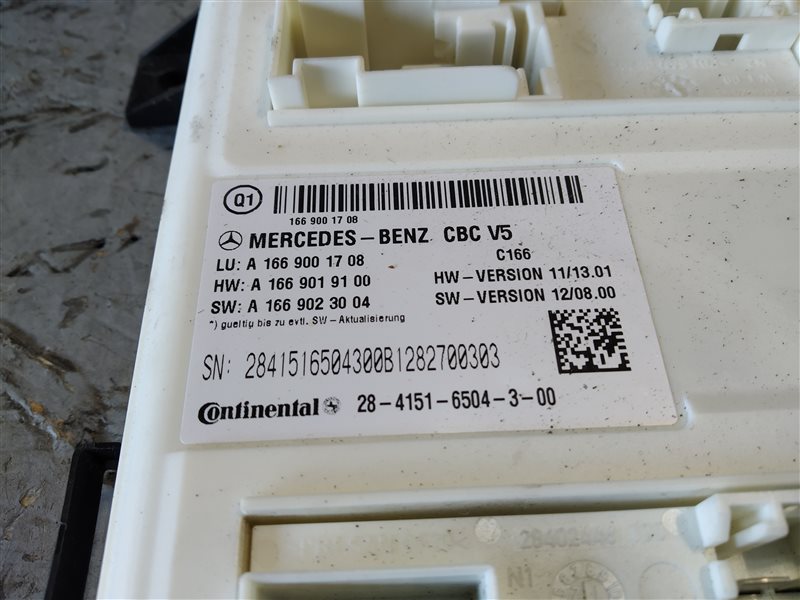 Q1
166 900 17 08
MERCEDES-BENZ CBC V5
C166
LU: A 166 900 17 08
HW: A 166 901 91 00
HW-VERSION 11/13.01
SW: A 166 902 30 04
SW-VERSION 12/08.00
*) gueltig bis zu evtl. SW-Aktualisierung
SN: 2841516504300B1282700303
Continental
28-4151-6504-3-00
N1